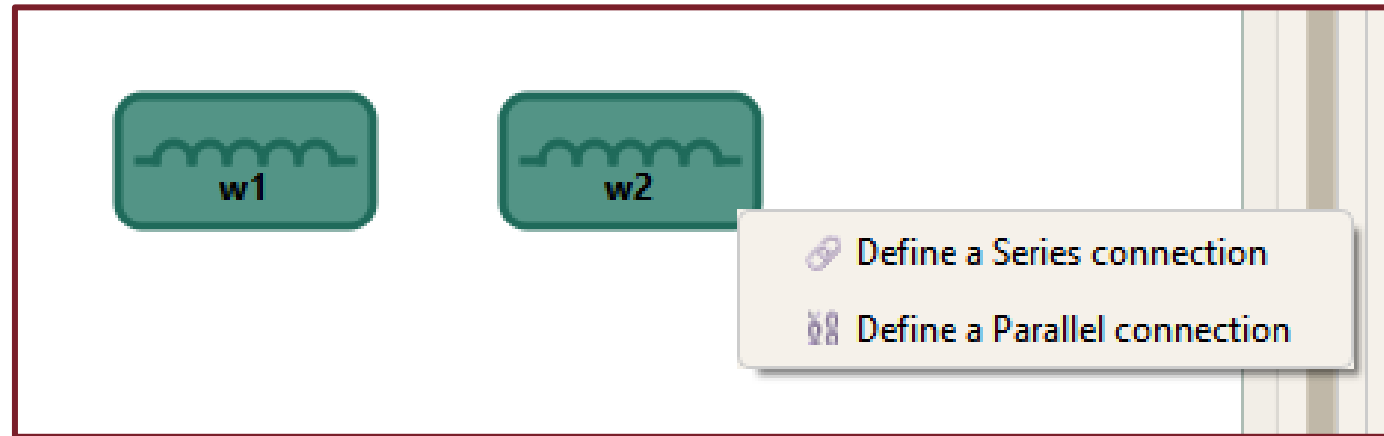 w1
w2
Define a Series connection
Define a Parallel connection